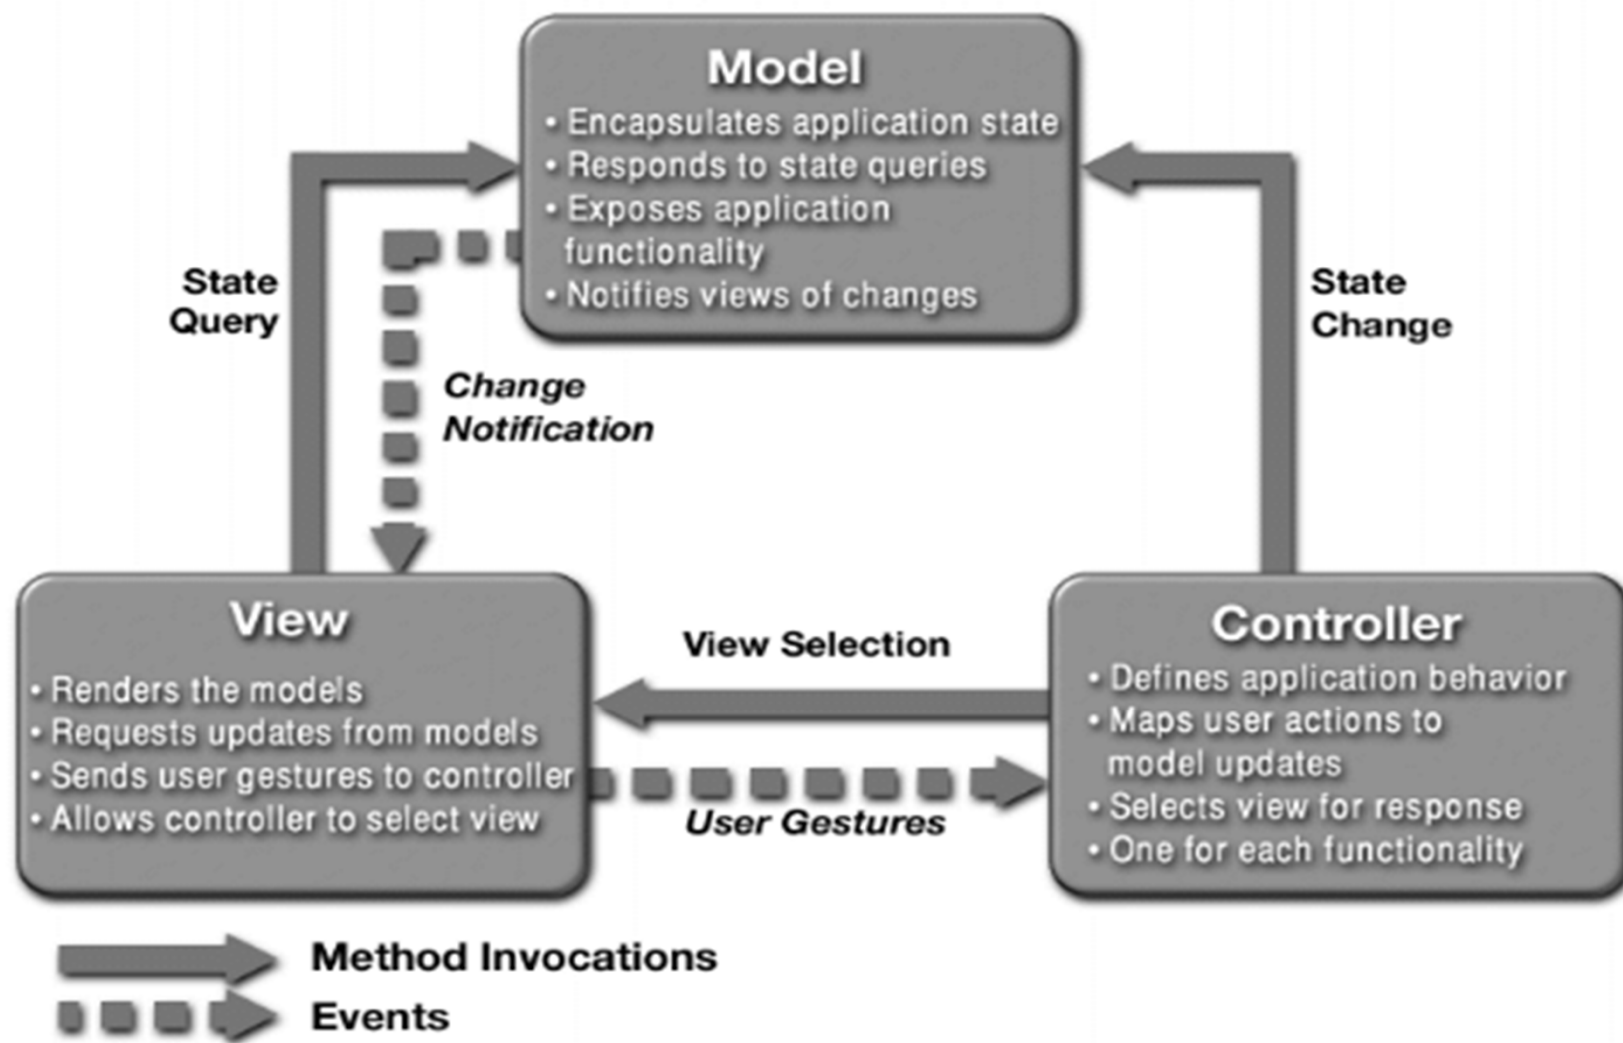 Model
• Encapsulates application state
• Responds to state queries
• Exposes application
functionality
• Notifies views of changes
State
Query
Change
Notification
State
Change
View
• Renders the models
• Requests updates from models
• Sends user gestures to controller
• Allows controller to select view
View Selection
User Gestures
Controller
• Defines application behavior
• Maps user actions to
model updates
• Selects view for response
• One for each functionality
Method Invocations
Events